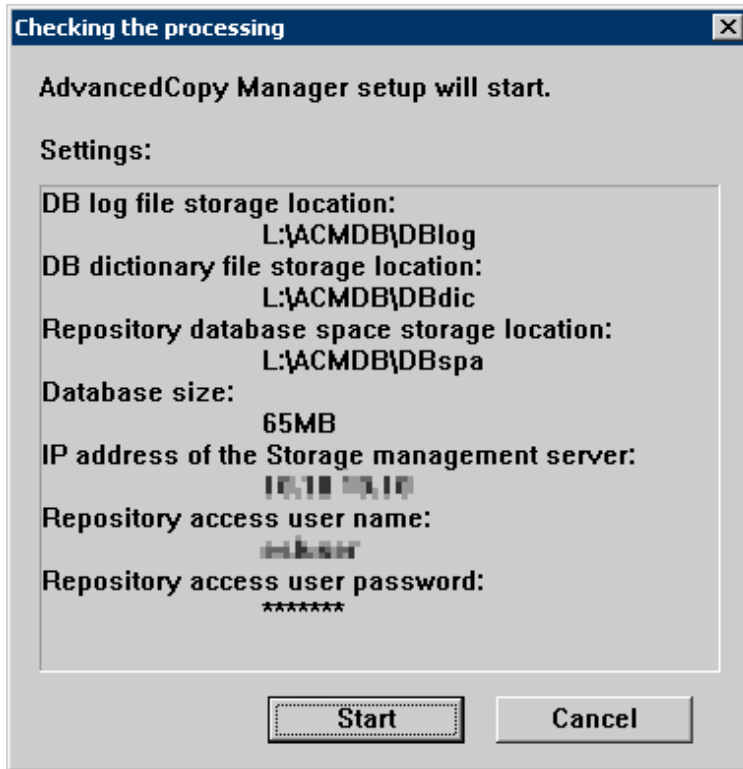 Checking the processing
AdvancedCopy Manager setup will start.
Settings:
DB log file storage location:
L:\ACMDB\DBlog
DB dictionary file storage location:
L:\ACMDB\DBdic
Repository database space storage location:
L:\ACMDB\DBspa
Database size:
65MB
IP address of the Storage management server:
Repository access user name:
Repository access user password:
*******
Start Cancel